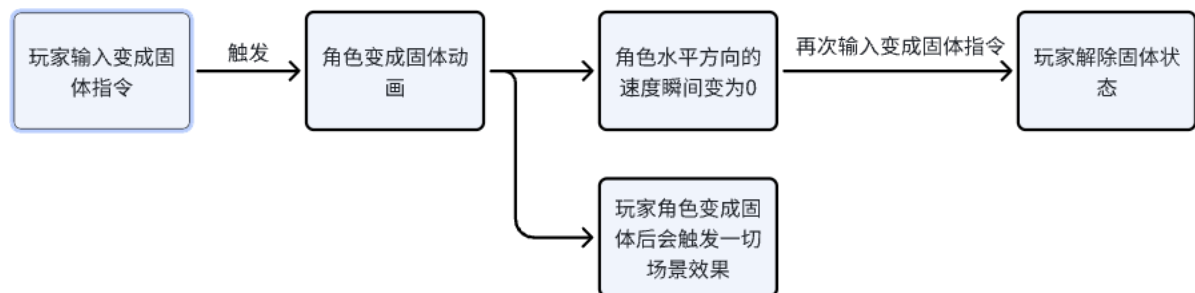 玩家输入变成固
体指令
触发
角色变成固体动
画
角色水平方向的
速度瞬间变为0
再次输入变成固体指令
玩家解除固体状
态
玩家角色变成固
体后会触发一切
场景效果